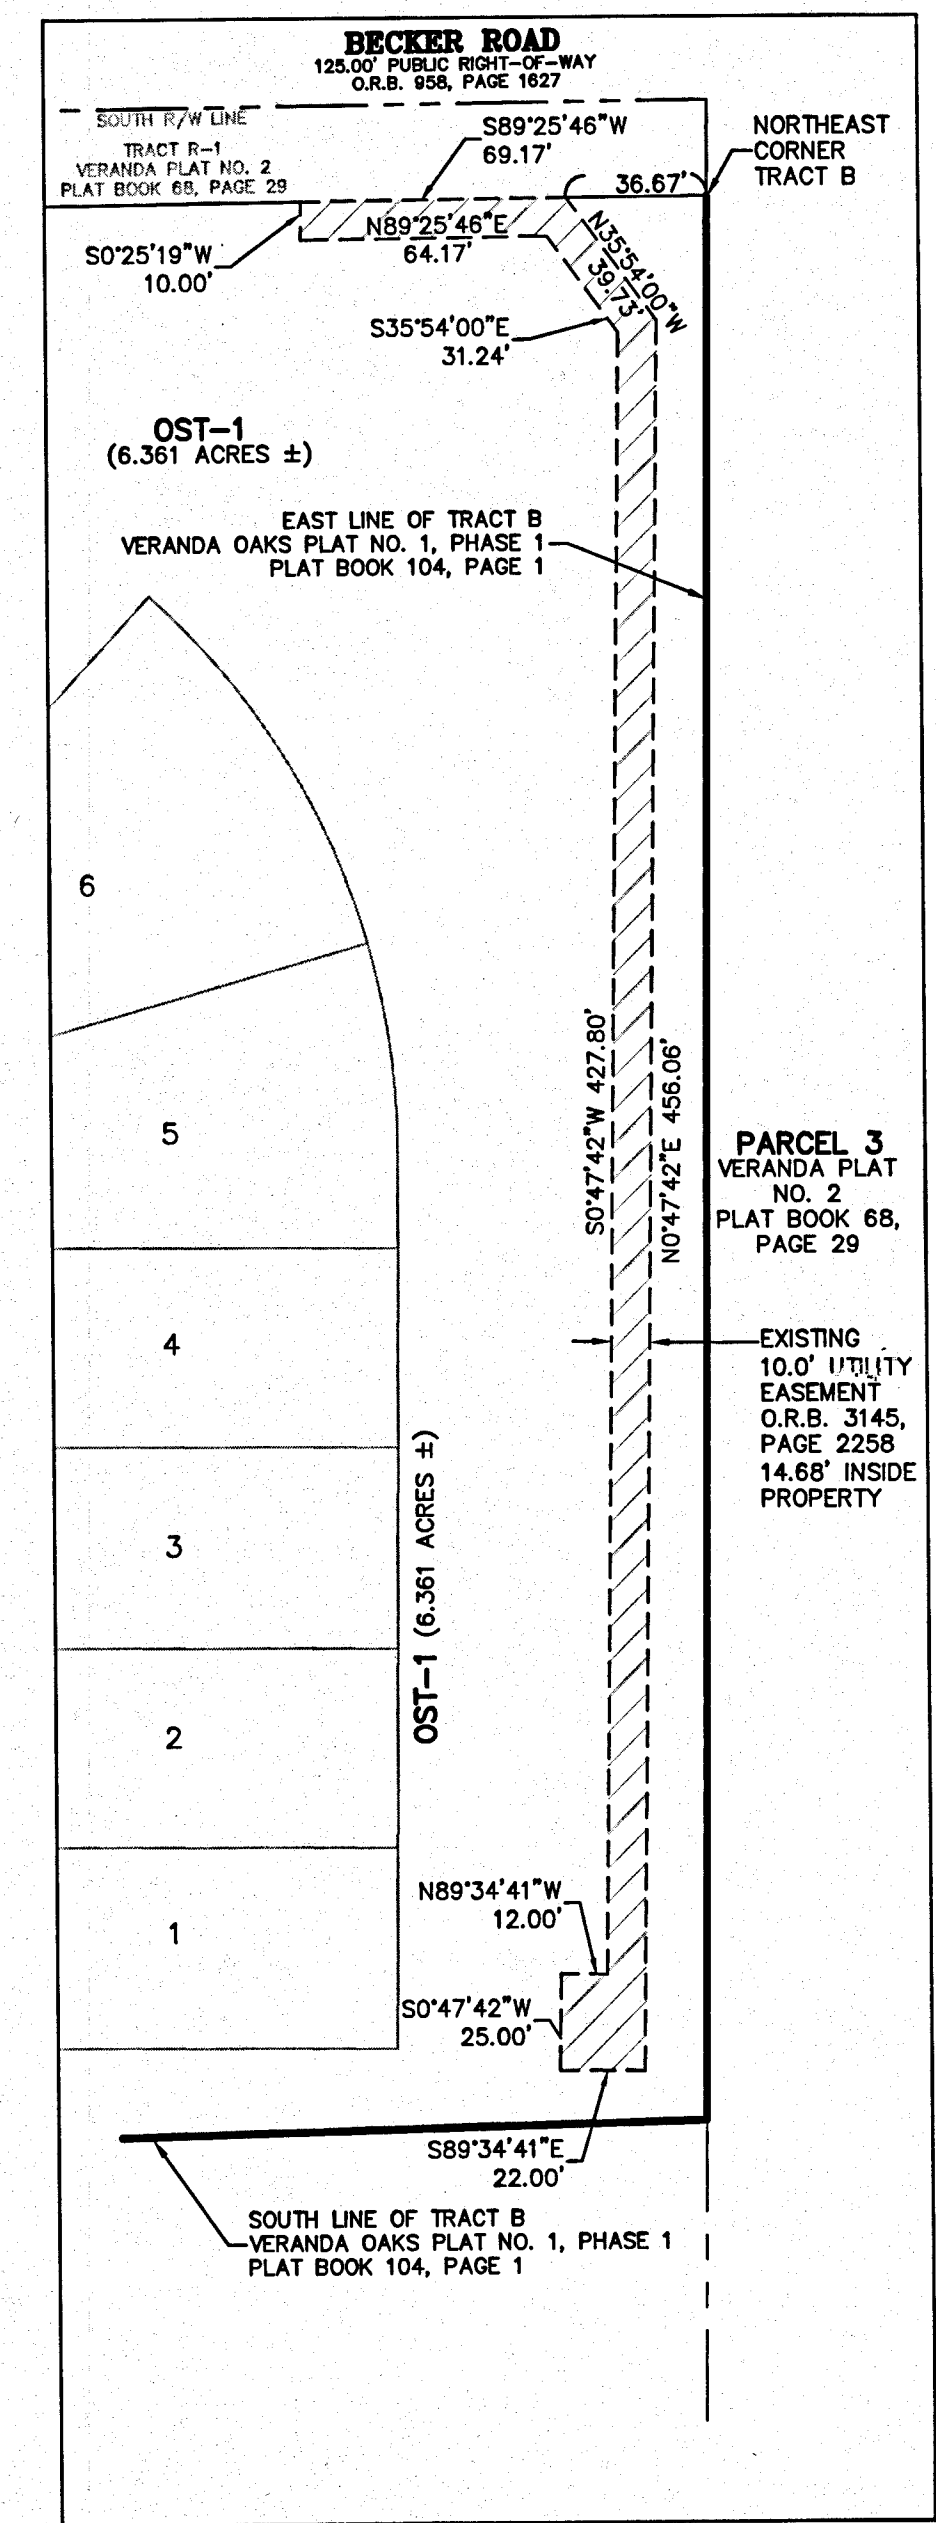 BECKER ROAD
125.00' PUBLIC RIGHT-OF-WAY
O.R.B. 958, PAGE 1627
SOUTH R/W LINE
TRACT R-1
VERANDA PLAT NO. 2
PLAT BOOK 68, PAGE 29
S89°25'46"W
69.17'
NORTHEAST
CORNER
TRACT B
36.67'
N89°25'46"E
64.17'
S0°25'19"W
10.00'
N35°54'00"W
39.73'
S35°54'00"E
31.24'
OST-1
(6.361 ACRES ±)
EAST LINE OF TRACT B
VERANDA OAKS PLAT NO. 1, PHASE 1
PLAT BOOK 104, PAGE 1
6
5
S0°47'42"W 427.80'
N0°47'42"E 456.06'
PARCEL 3
VERANDA PLAT
NO. 2
PLAT BOOK 68,
PAGE 29
4
EXISTING
10.0' UTILITY
EASEMENT
O.R.B. 3145,
PAGE 2258
14.68' INSIDE
PROPERTY
3
OST-1 (6.361 ACRES ±)
2
1
N89°34'41"W
12.00'
S0°47'42"W
25.00'
S89°34'41"E
22.00'
SOUTH LINE OF TRACT B
VERANDA OAKS PLAT NO. 1, PHASE 1
PLAT BOOK 104, PAGE 1